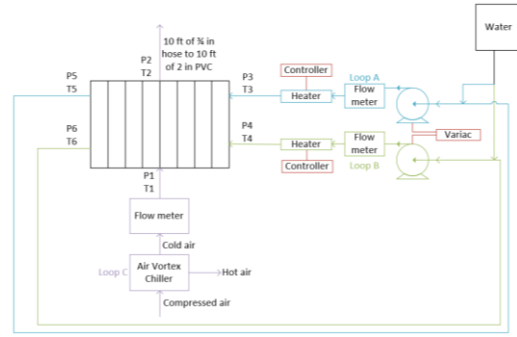 Water
10 ft of ¾ in
hose to 10 ft
of 2 in PVC
P2
T2
P5
T5
P3
T3
Controller
Heater
Loop A
Flow
meter
P6
T6
P4
T4
Heater
Controller
Flow
meter
Loop B
Variac
P1
T1
Flow meter
Cold air
Loop C
Air Vortex
Chiller
Hot air
Compressed air